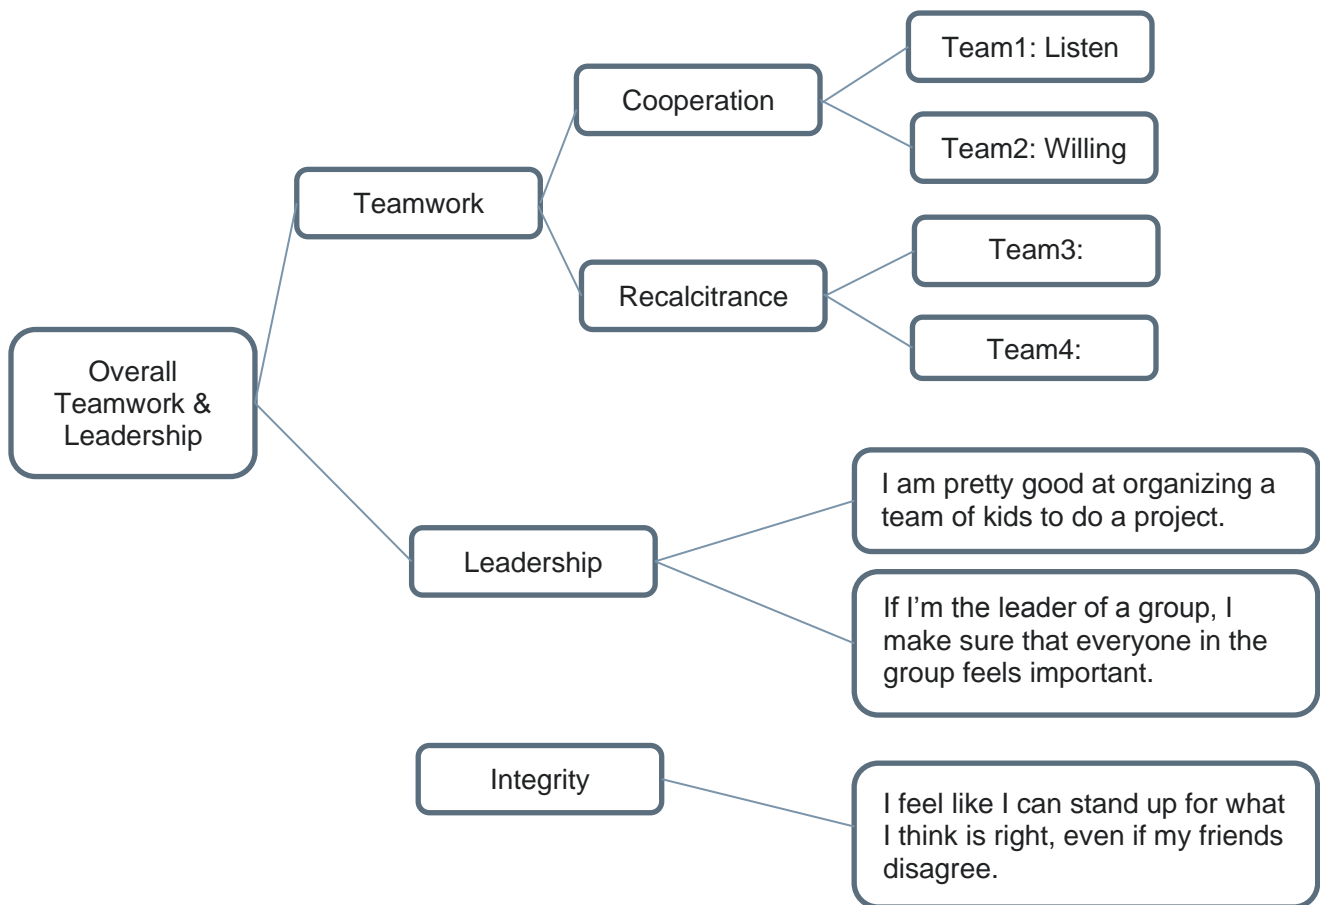 Team1: Listen
Cooperation
Team2: Willing
Teamwork
Team3:
Recalcitrance
Team4:
Overall
Teamwork &
Leadership
I am pretty good at organizing a
team of kids to do a project.
Leadership
If I’m the leader of a group, I
make sure that everyone in the
group feels important.
Integrity
I feel like I can stand up for what
I think is right, even if my friends
disagree.